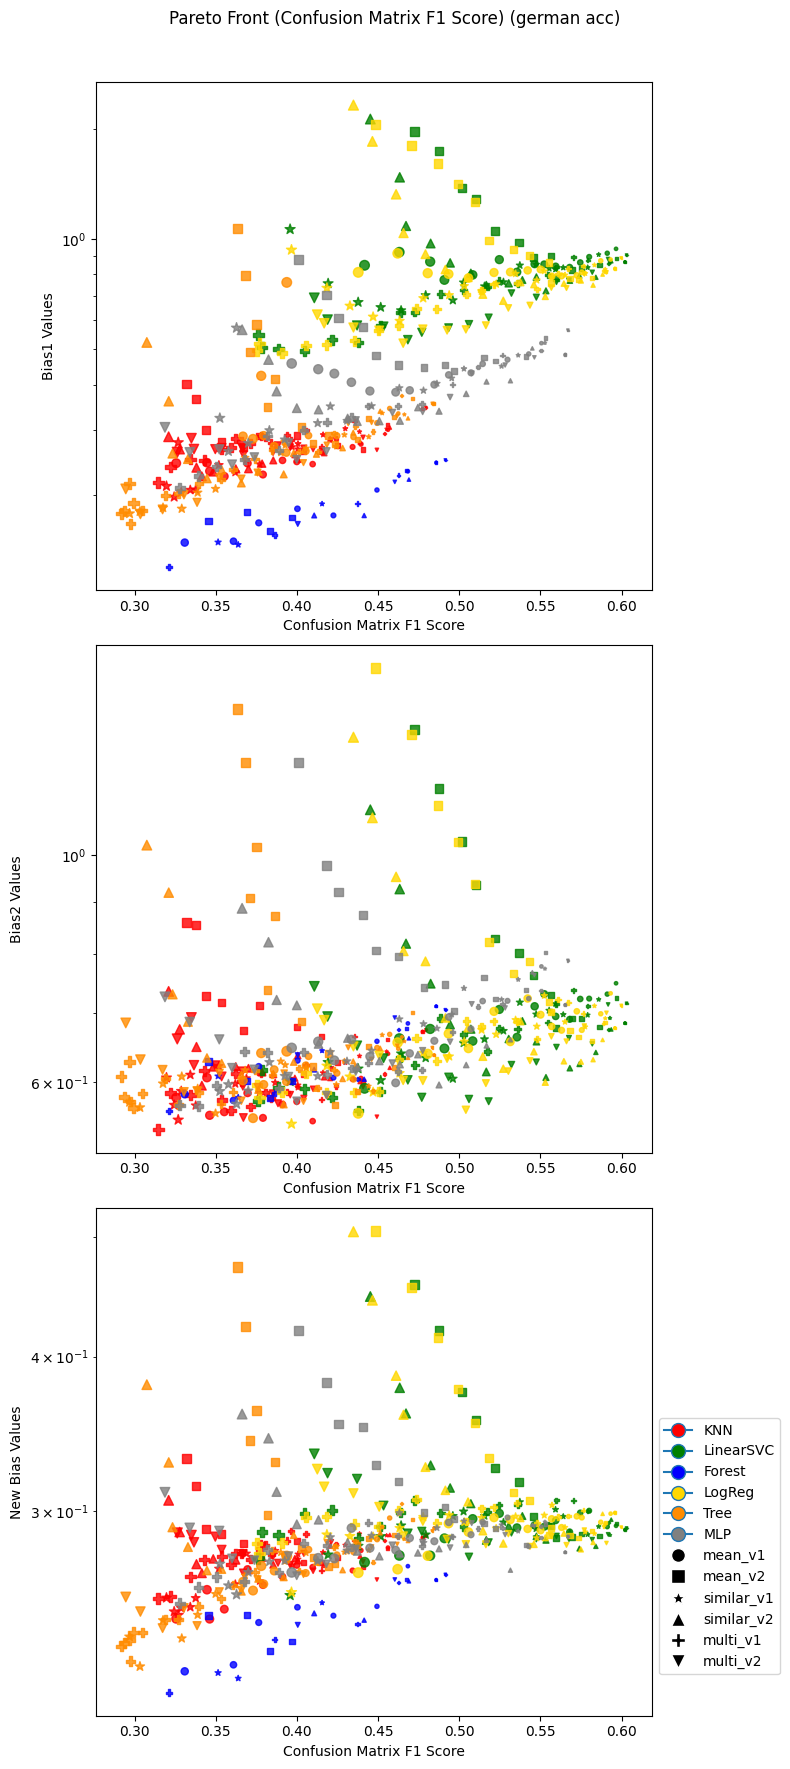 Pareto Front (Confusion Matrix F1 Score) (german acc)
10⁰
Bias1 Values
0.30 0.35 0.40 0.45 0.50 0.55 0.60
Confusion Matrix F1 Score
10⁰
6 × 10⁻¹
Bias2 Values
0.30 0.35 0.40 0.45 0.50 0.55 0.60
Confusion Matrix F1 Score
4 × 10⁻¹
3 × 10⁻¹
New Bias Values
0.30 0.35 0.40 0.45 0.50 0.55 0.60
Confusion Matrix F1 Score
KNN
LinearSVC
Forest
LogReg
Tree
MLP
mean_v1
mean_v2
similar_v1
similar_v2
multi_v1
multi_v2